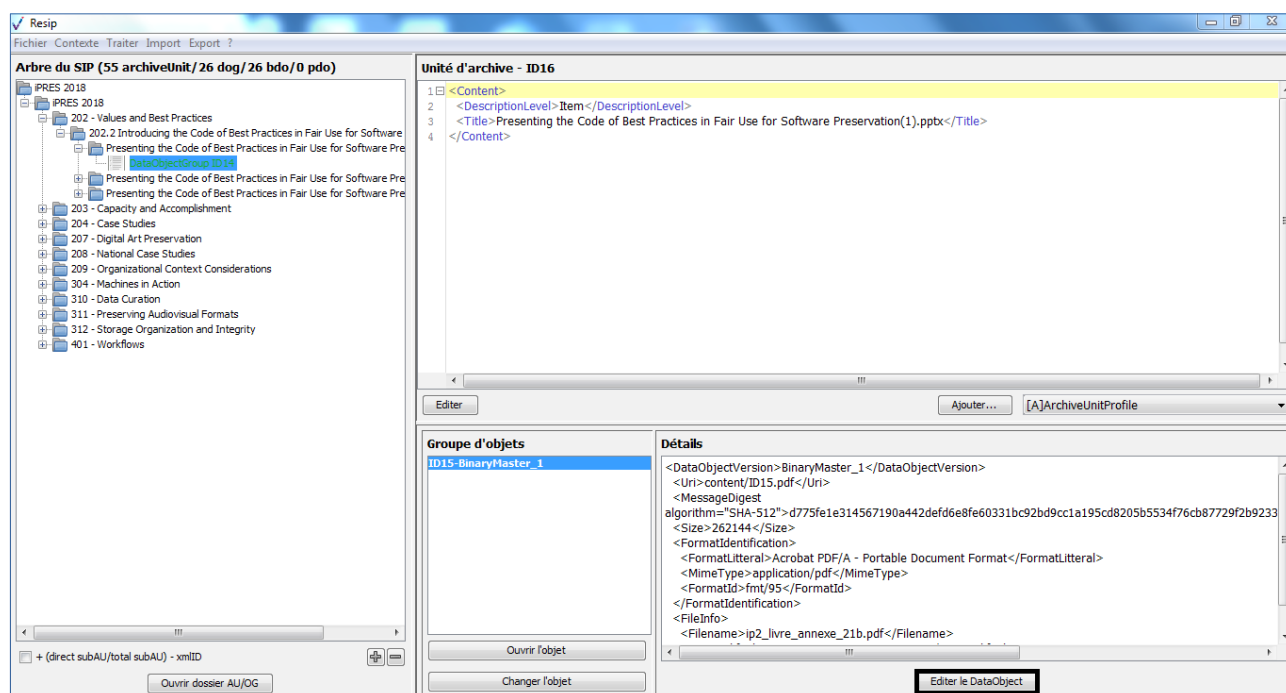 Resip
Fichier Contexte Traiter Import Export ?
Arbre du SIP (55 archiveUnit/26 dog/26 bdo/0 pdo)
iPRES 2018
iPRES 2018
202 - Values and Best Practices
202.2 Introducing the Code of Best Practices in Fair Use for Software
Presenting the Code of Best Practices in Fair Use for Software Pre
DataObjectGroup ID14
Presenting the Code of Best Practices in Fair Use for Software Pre
Presenting the Code of Best Practices in Fair Use for Software Pre
203 - Capacity and Accomplishment
204 - Case Studies
207 - Digital Art Preservation
208 - National Case Studies
209 - Organizational Context Considerations
304 - Machines in Action
310 - Data Curation
311 - Preserving Audiovisual Formats
312 - Storage Organization and Integrity
401 - Workflows
+ (direct subAU/total subAU) - xmlID
Ouvrir dossier AU/OG
Unité d'archive - ID16
1 <Content>
2 <DescriptionLevel>Item</DescriptionLevel>
3 <Title>Presenting the Code of Best Practices in Fair Use for Software Preservation(1).pptx</Title>
4 </Content>
Editer
Ajouter...
[A]ArchiveUnitProfile
Groupe d'objets
ID15-BinaryMaster_1
Ouvrir l'objet
Changer l'objet
Détails
<DataObjectVersion>BinaryMaster_1</DataObjectVersion>
<Uri>content/ID15.pdf</Uri>
<MessageDigest
algorithm="SHA-512">d775fe1e314567190a442defd6e8fe60331bc92bd9cc1a195cd8205b5534f76cb87729f2b9233
<Size>262144</Size>
<FormatIdentification>
<FormatLitteral>Acrobat PDF/A - Portable Document Format</FormatLitteral>
<MimeType>application/pdf</MimeType>
<FormatId>fmt/95</FormatId>
</FormatIdentification>
<FileInfo>
<Filename>ip2_livre_annexe_21b.pdf</Filename>
Editer le DataObject